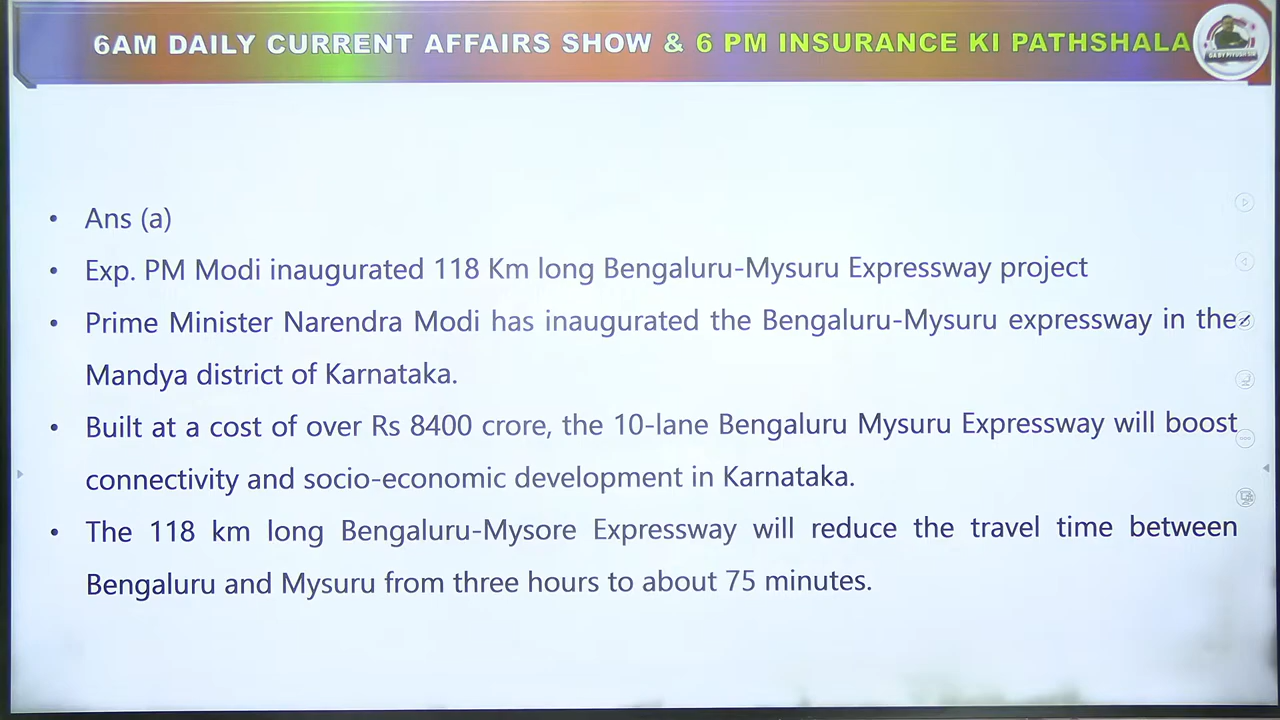 6AM DAILY CURRENT AFFAIRS SHOW & 6 PM INSURANCE KI PATHSHALA
GA BY PIYUSH SIR
• Ans (a)
• Exp. PM Modi inaugurated 118 Km long Bengaluru-Mysuru Expressway project
• Prime Minister Narendra Modi has inaugurated the Bengaluru-Mysuru expressway in the
Mandya district of Karnataka.
• Built at a cost of over Rs 8400 crore, the 10-lane Bengaluru Mysuru Expressway will boost
connectivity and socio-economic development in Karnataka.
• The 118 km long Bengaluru-Mysore Expressway will reduce the travel time between
Bengaluru and Mysuru from three hours to about 75 minutes.